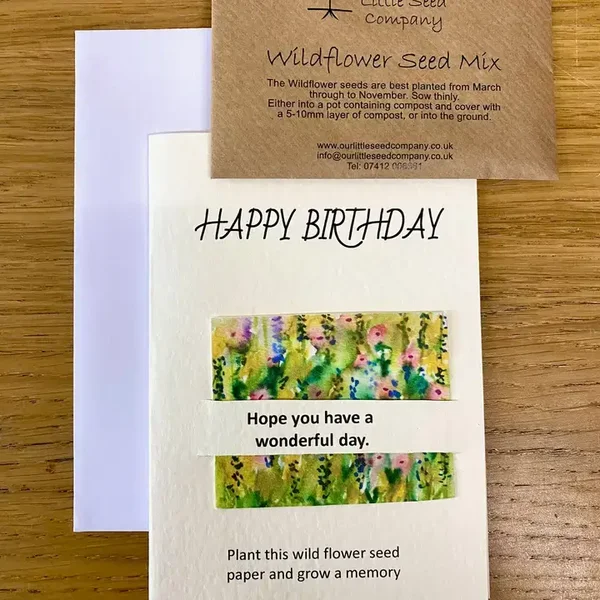 Little Seed
Company
Wildflower Seed Mix
The Wildflower seeds are best planted from March
through to November. Sow thinly.
Either into a pot containing compost and cover with
a 5-10mm layer of compost, or into the ground.
www.ourlittleseedcompany.co.uk
info@ourlittleseedcompany.co.uk
Tel: 07412
HAPPY BIRTHDAY
Hope you have a
wonderful day.
Plant this wild flower seed
paper and grow a memory